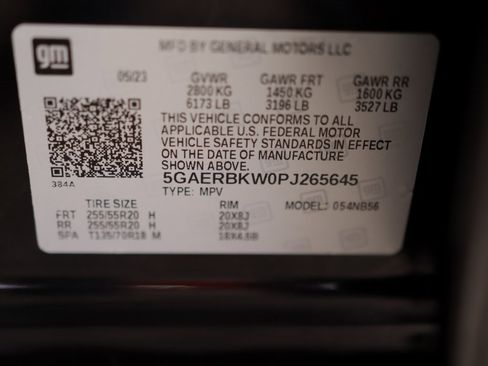 gm
MFD BY GENERAL MOTORS LLC
05/23 GVWR GAWR FRT GAWR RR
2800 KG 1450 KG 1600 KG
6173 LB 3196 LB 3527 LB
THIS VEHICLE CONFORMS TO ALL
APPLICABLE U.S. FEDERAL MOTOR
VEHICLE SAFETY STANDARDS IN EFFECT
ON THE DATE OF MANUFACTURE
SHOWN ABOVE.
384A
5GAERBKW0PJ265645
TYPE: MPV MODEL: 054NB56
TIRE SIZE RIM
FRT 255/55R20 H 20X8J
RR 255/55R20 H 20X8J
SPA T135/70R18 M 18X4.5B